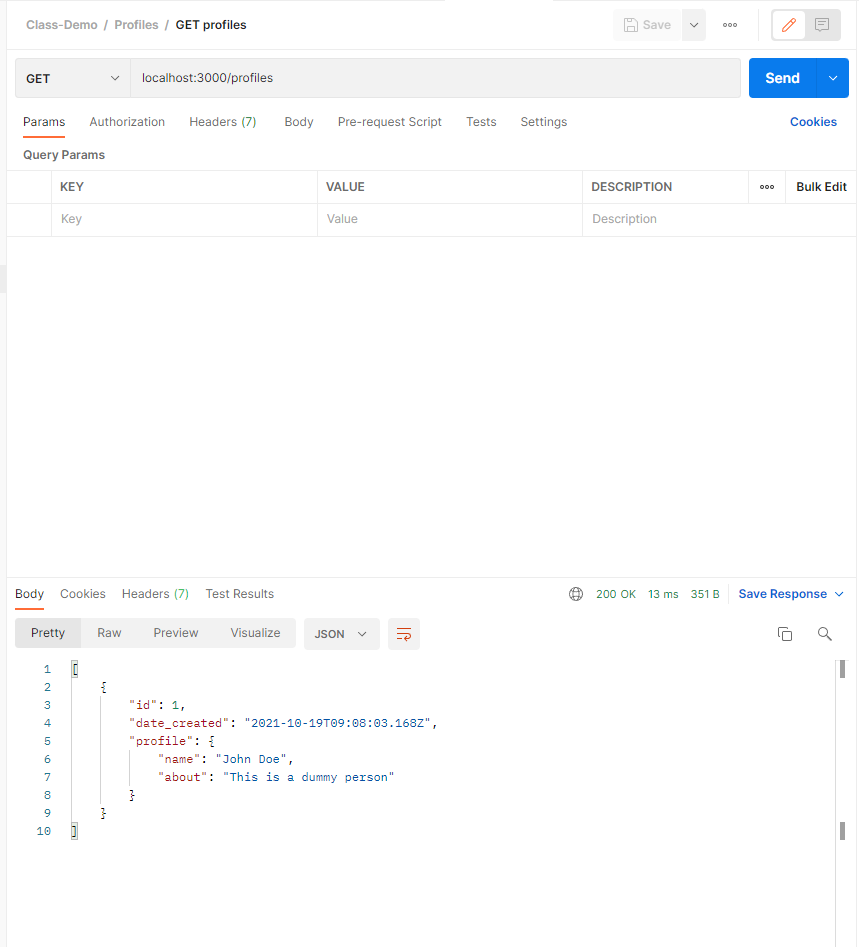 Class-Demo / Profiles / GET profiles
Save
GET localhost:3000/profiles Send
Params Authorization Headers (7) Body Pre-request Script Tests Settings Cookies
Query Params
KEY VALUE DESCRIPTION Bulk Edit
Key Value Description
Body Cookies Headers (7) Test Results 200 OK 13 ms 351 B Save Response
Pretty Raw Preview Visualize JSON
1 [
2 {
3 "id": 1,
4 "date_created": "2021-10-19T09:08:03.168Z",
5 "profile": {
6 "name": "John Doe",
7 "about": "This is a dummy person"
8 }
9 }
10 ]